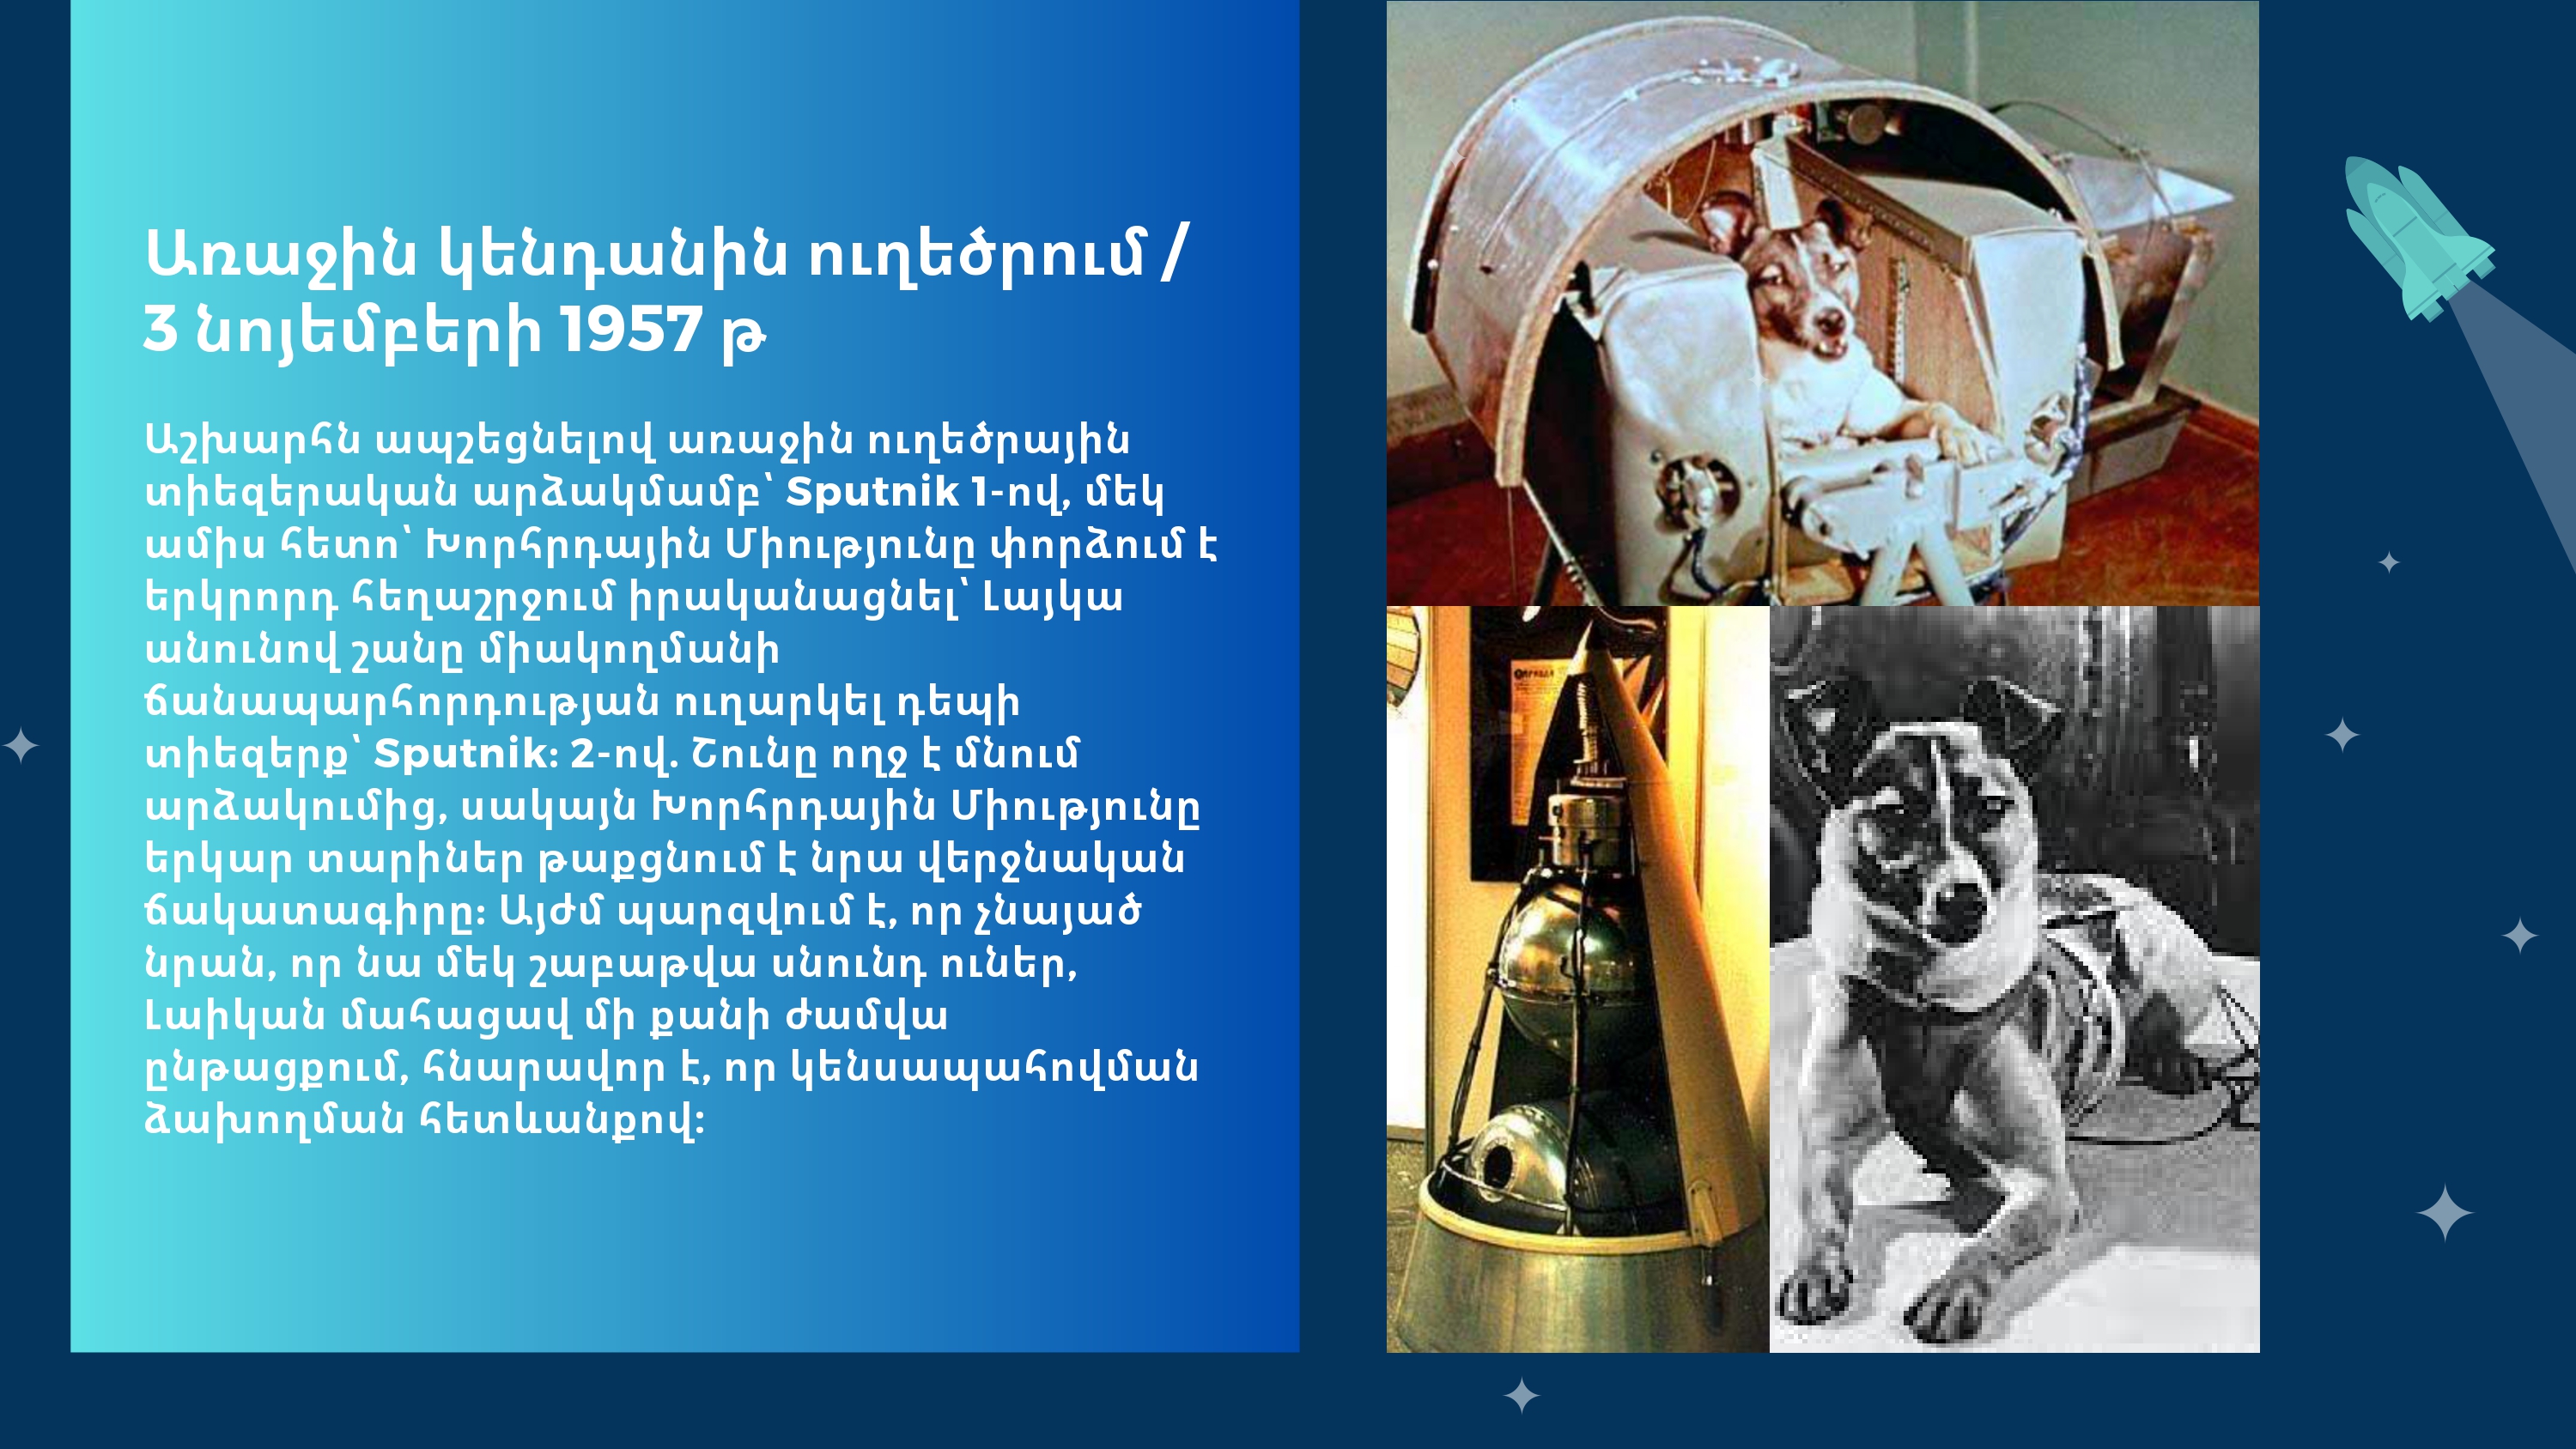 Առաջին կենդանին ուղեծրում /
3 նոյեմբերի 1957 թ
Աշխարհն ապշեցնելով առաջին ուղեծրային
տիեզերական արձակմամբ՝ Sputnik 1-ով, մեկ
ամիս հետո՝ Խորհրդային Միությունը փորձում է
երկրորդ հեղաշրջում իրականացնել՝ Լայկա
անունով շանը միակողմանի
ճանապարհորդության ուղարկել դեպի
տիեզերք՝ Sputnik: 2-ով. Շունը ողջ է մնում
արձակումից, սակայն Խորհրդային Միությունը
երկար տարիներ թաքցնում է նրա վերջնական
ճակատագիրը: Այժմ պարզվում է, որ չնայած
նրան, որ նա մեկ շաբաթվա սնունդ ուներ,
Լաիկան մահացավ մի քանի ժամվա
ընթացքում, հնարավոր է, որ կենսապահովման
ձախողման հետևանքով: